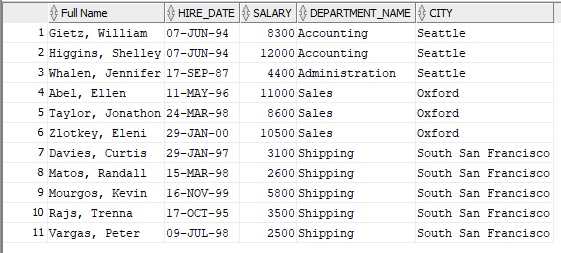 Full Name HIRE_DATE SALARY DEPARTMENT_NAME CITY
1 Gietz, William 07-JUN-94 8300 Accounting Seattle
2 Higgins, Shelley 07-JUN-94 12000 Accounting Seattle
3 Whalen, Jennifer 17-SEP-87 4400 Administration Seattle
4 Abel, Ellen 11-MAY-96 11000 Sales Oxford
5 Taylor, Jonathon 24-MAR-98 8600 Sales Oxford
6 Zlotkey, Eleni 29-JAN-00 10500 Sales Oxford
7 Davies, Curtis 29-JAN-97 3100 Shipping South San Francisco
8 Matos, Randall 15-MAR-98 2600 Shipping South San Francisco
9 Mourgos, Kevin 16-NOV-99 5800 Shipping South San Francisco
10 Rajs, Trenna 17-OCT-95 3500 Shipping South San Francisco
11 Vargas, Peter 09-JUL-98 2500 Shipping South San Francisco